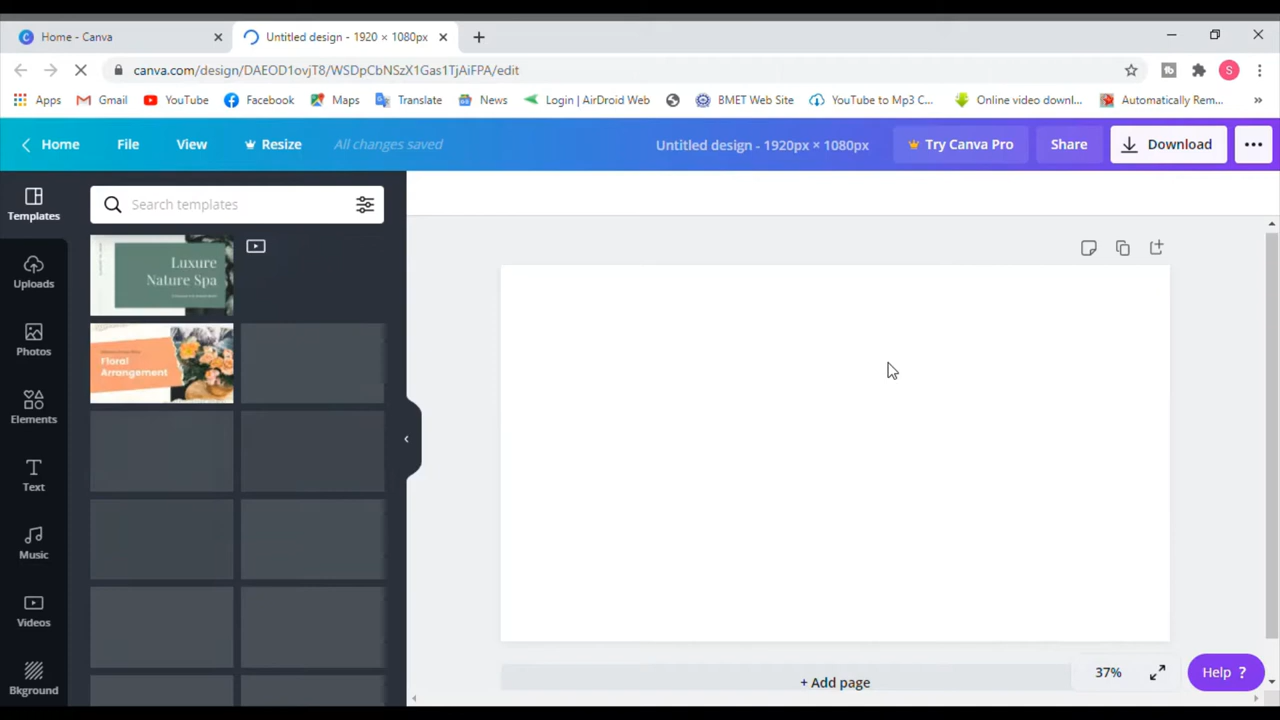 Home - Canva
Untitled design - 1920 × 1080px
canva.com/design/DAEOD1ovjT8/WSDpCbNSzX1Gas1TjAiFPA/edit
S
Apps
Gmail
YouTube
Facebook
Maps
Translate
News
Login | AirDroid Web
IMET Web Site
YouTube to Mp3 C...
Online video downl...
Automatically Rem...
»
Home
File
View
Resize
All changes saved
Untitled design - 1920px × 1080px
Try Canva Pro
Share
Download
Templates
Search templates
Luxure
Nature Spa
Uploads
Floral
Arrangement
Photos
Elements
Text
Music
Videos
Bkground
+ Add page
37%
Help ?